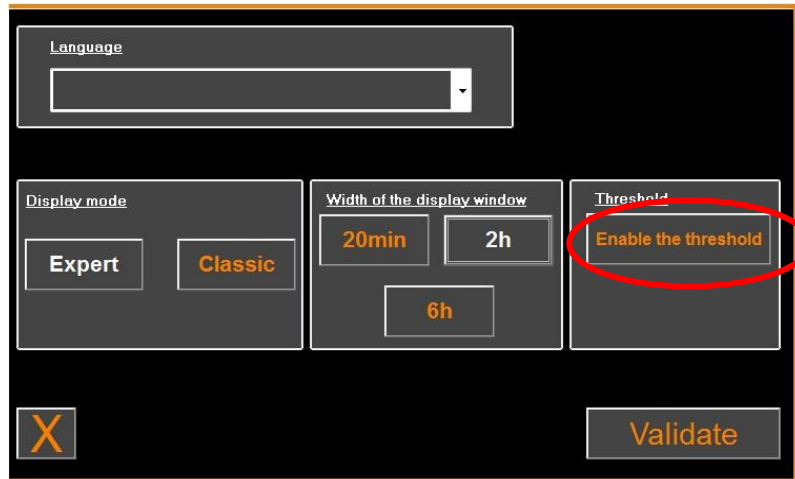 Language
Display mode
Expert
Classic
Width of the display window
20min
2h
6h
Threshold
Enable the threshold
X
Validate